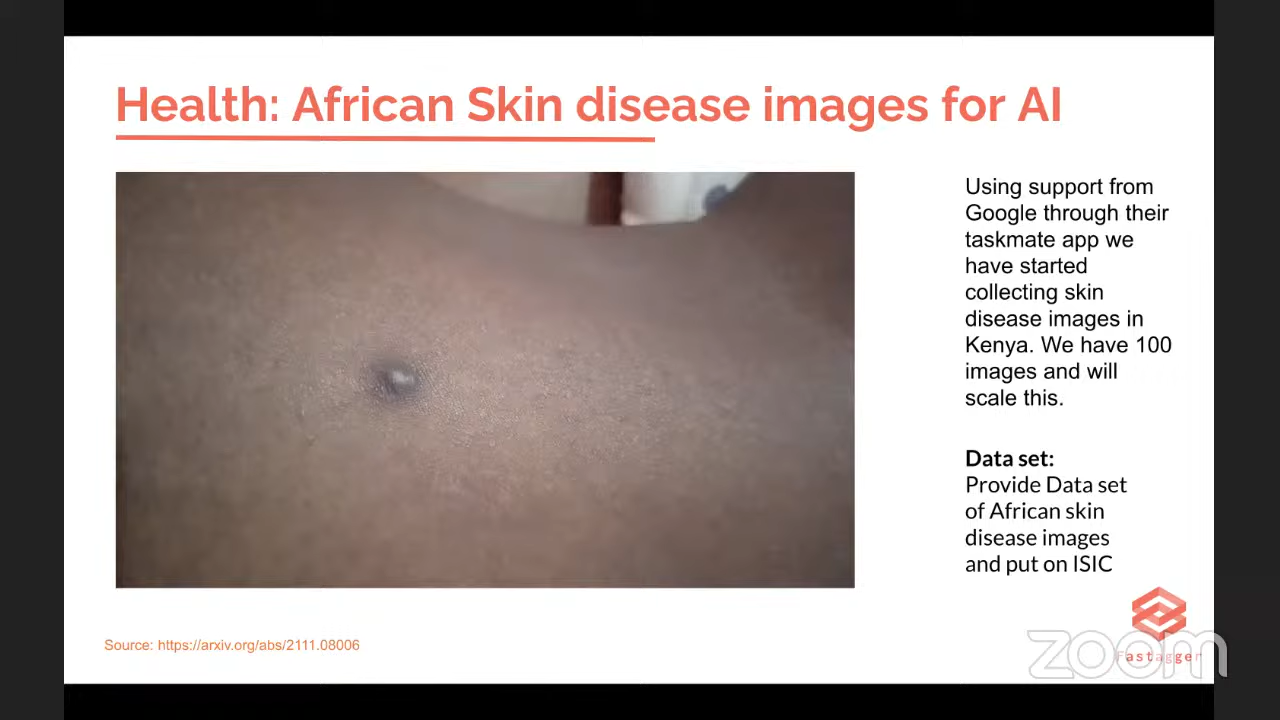 Health: African Skin disease images for AI
Using support from
Google through their
taskmate app we
have started
collecting skin
disease images in
Kenya. We have 100
images and will
scale this.
Data set:
Provide Data set
of African skin
disease images
and put on ISIC
Source: https://arxiv.org/abs/2111.08006
zoom
Fastagger